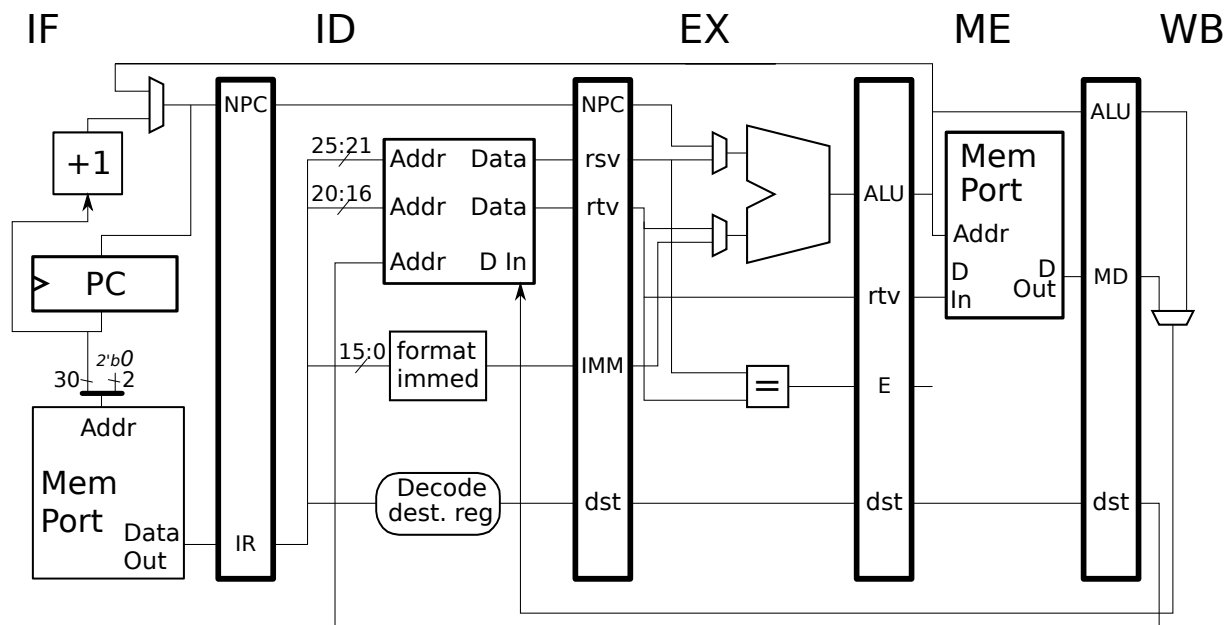 IF ID EX ME WB
NPC NPC ALU
+1
25:21 Addr Data rsv
Mem
Port
20:16 Addr Data rtv ALU
Addr
Addr D In
PC
D
In
D
Out
MD
rtv
2'b0
30 2
15:0 format
immed
IMM
= E
Addr
Mem
Port
Data
Out
IR
Decode
dest. reg
dst dst dst